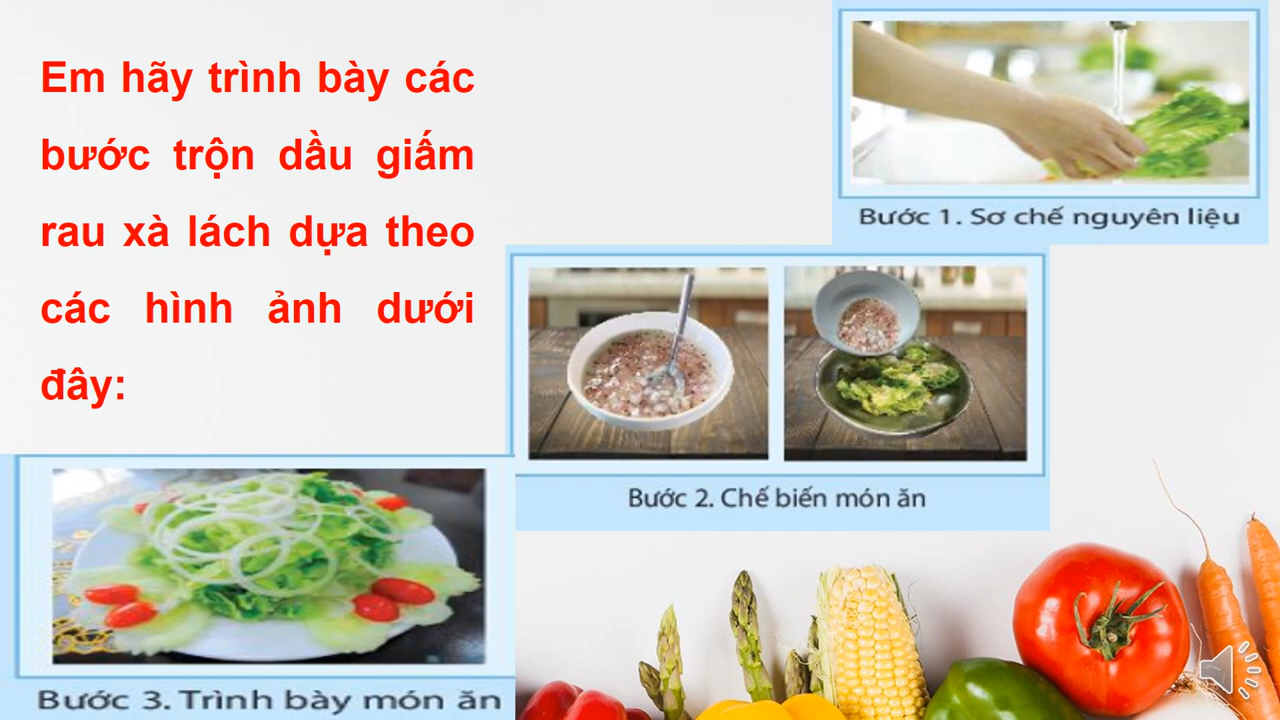 Em hãy trình bày các
bước trộn dầu giấm
rau xà lách dựa theo
các hình ảnh dưới
đây:
Bước 1. Sơ chế nguyên liệu
Bước 2. Chế biến món ăn
Bước 3. Trình bày món ăn